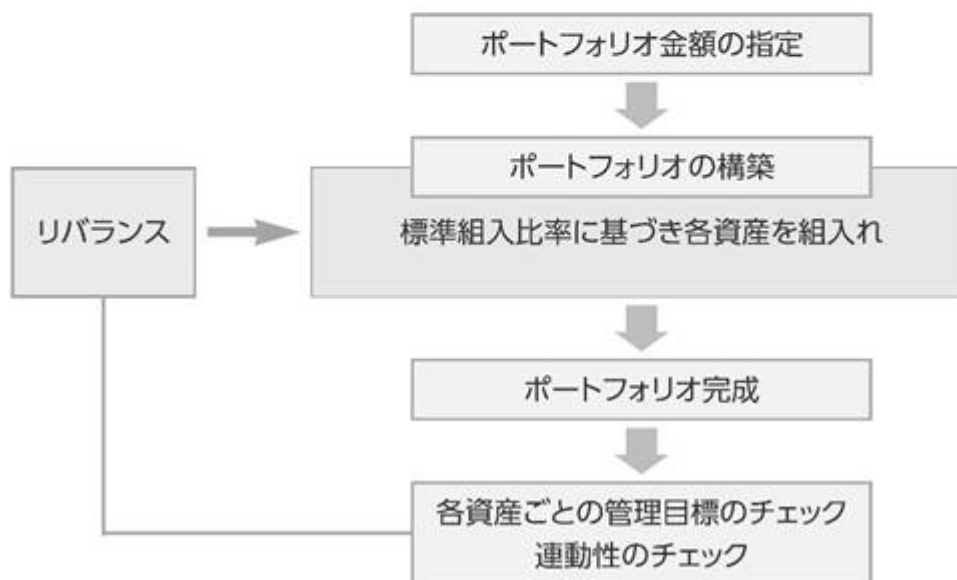 ポートフォリオ金額の指定
ポートフォリオの構築
リバランス
標準組入比率に基づき各資産を組入れ
ポートフォリオ完成
各資産ごとの管理目標のチェック
連動性のチェック